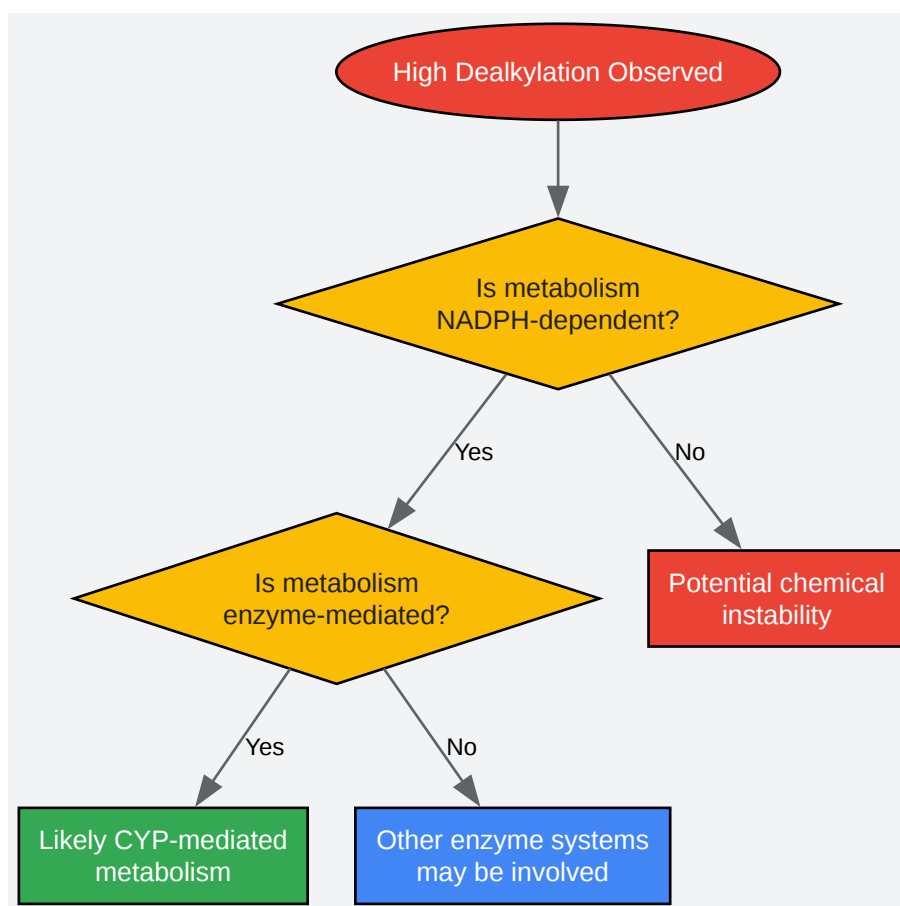 High Dealkylation Observed
Is metabolism
NADPH-dependent?
Yes
No
Is metabolism
enzyme-mediated?
Potential chemical
instability
Yes
No
Likely CYP-mediated
metabolism
Other enzyme systems
may be involved